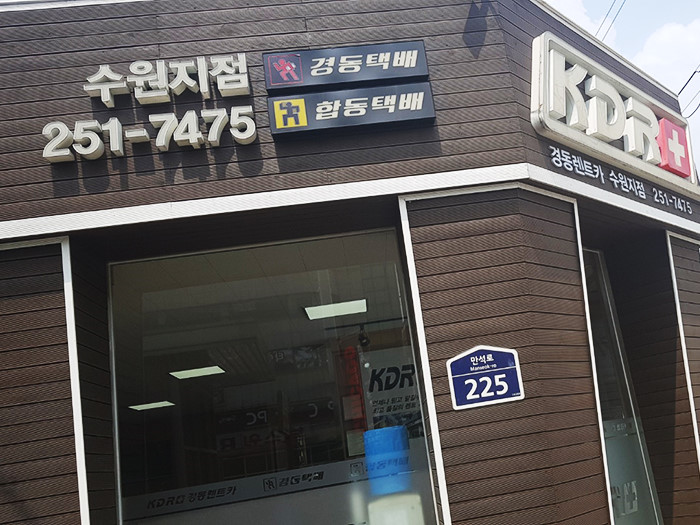 수원지점
251-7475
경동택배
합동택배
KDR+
경동렌트카 수원지점 251-7475
만석로
Manseok-ro
225
KDR
PC
KDR 경동렌트카 경동택배